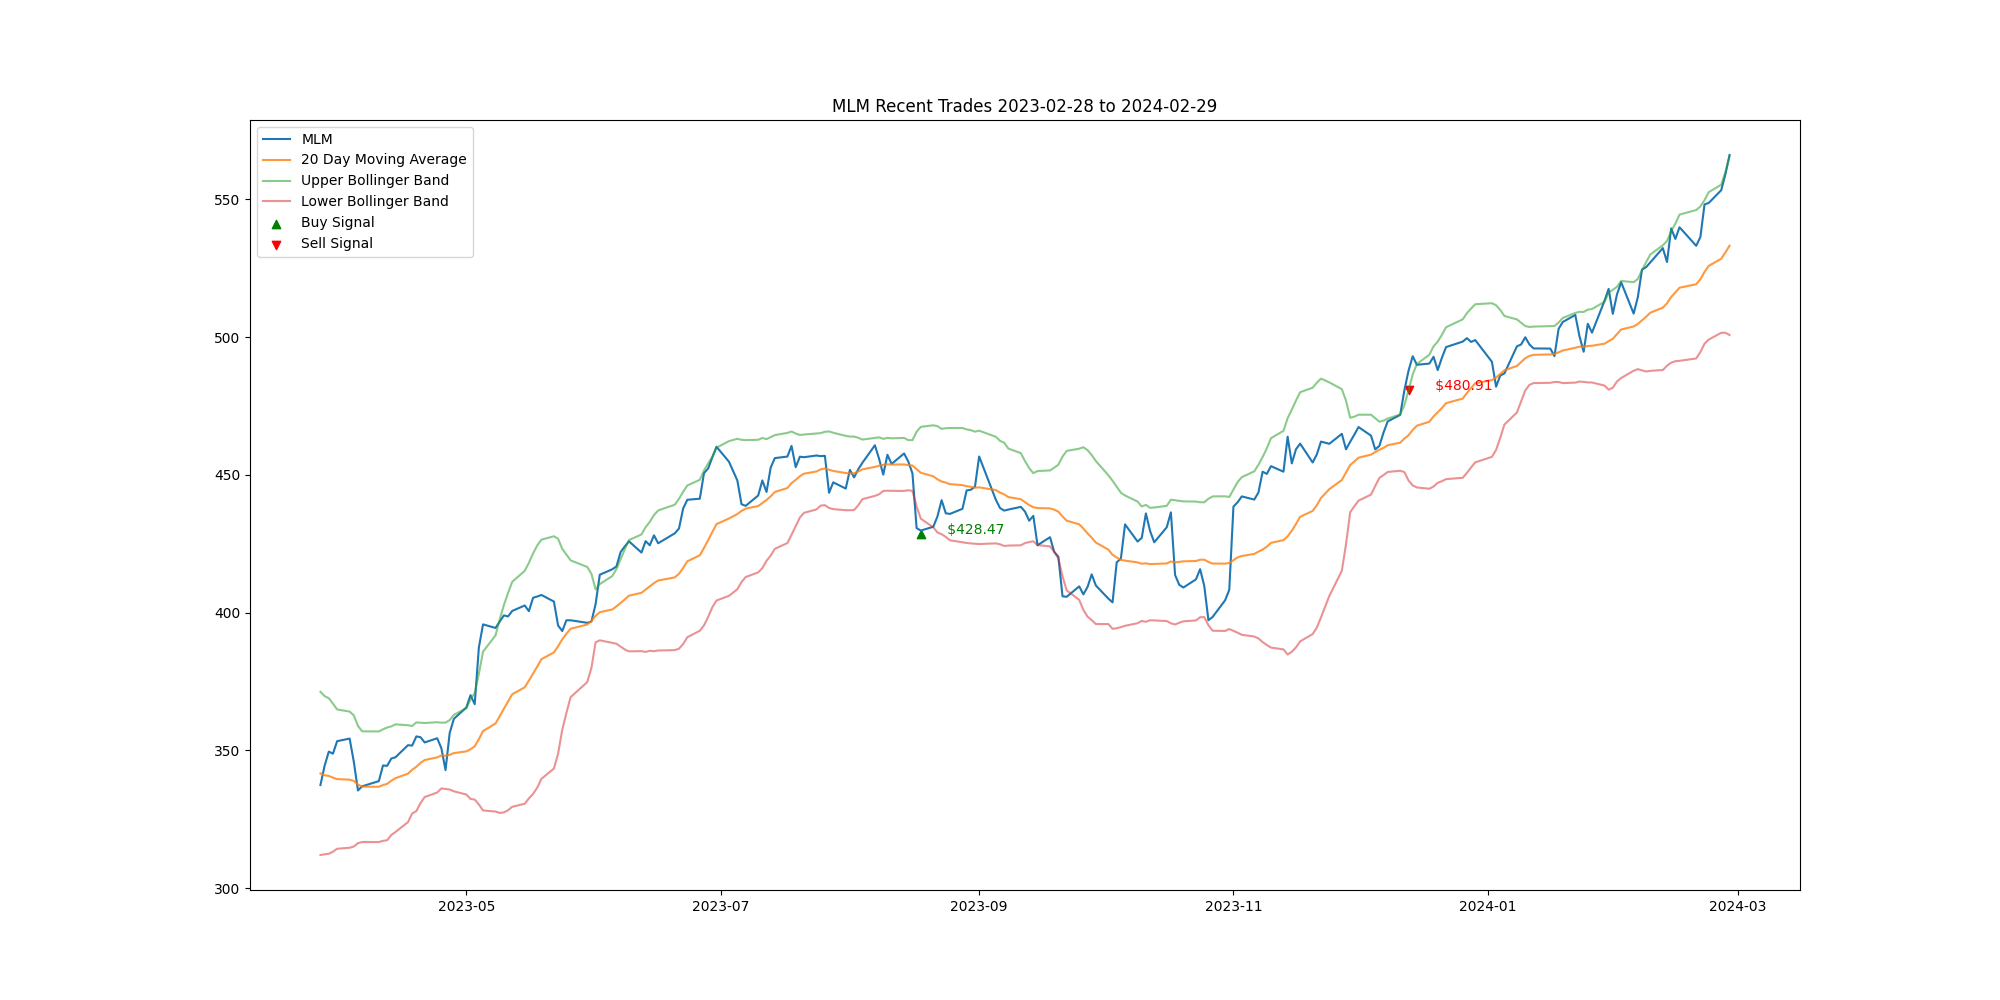 MLM Recent Trades 2023-02-28 to 2024-02-29
MLM
20 Day Moving Average
Upper Bollinger Band
Lower Bollinger Band
Buy Signal
Sell Signal
550
500
450
400
350
300
$480.91
$428.47
2023-05
2023-07
2023-09
2023-11
2024-01
2024-03